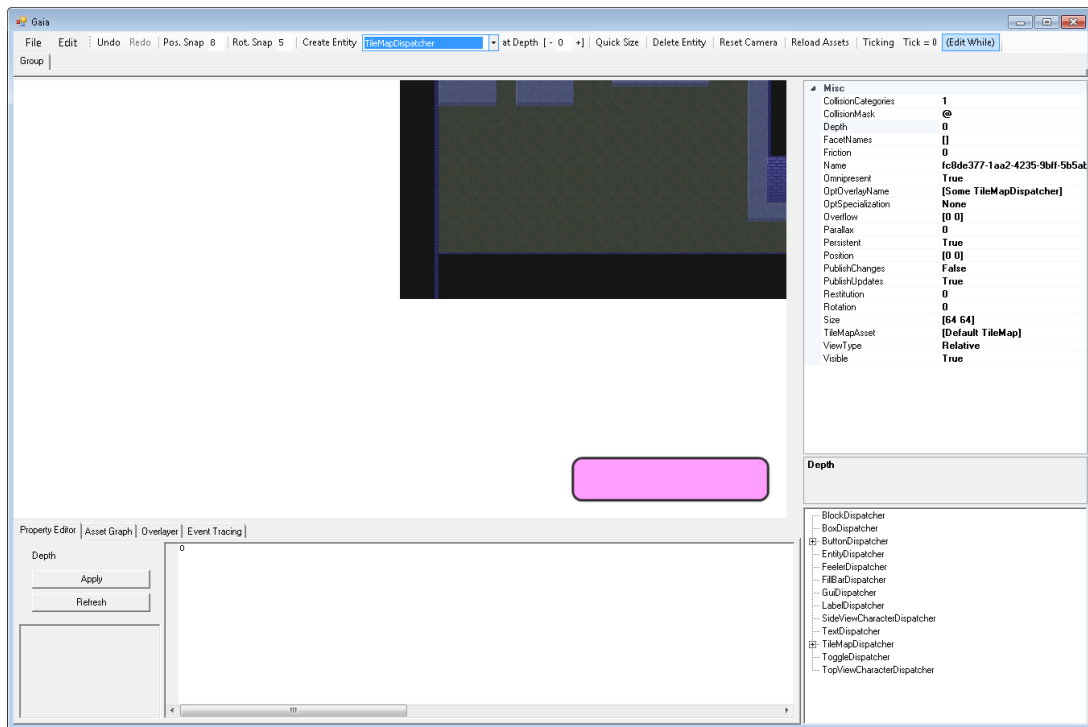 Gaia
File Edit Undo Redo Pos. Snap 8 Rot. Snap 5 Create Entity TileMapDispatcher at Depth [ - 0 +] Quick Size Delete Entity Reset Camera Reload Assets Ticking Tick = 0 (Edit While)
Group
Misc
CollisionCategories 1
CollisionMask @
Depth 0
FacetNames []
Friction 0
Name fc8de377-1aa2-4235-9bff-5b5ab
Omnipresent True
OptOverlayName [Some TileMapDispatcher]
OptSpecialization None
Overflow [0 0]
Parallax 0
Persistent True
Position [0 0]
PublishChanges False
PublishUpdates True
Restitution 0
Rotation 0
Size [64 64]
TileMapAsset [Default TileMap]
ViewType Relative
Visible True
Depth
Property Editor Asset Graph Overlayer Event Tracing
Depth
Apply
Refresh
0
BlockDispatcher
BoxDispatcher
ButtonDispatcher
EntityDispatcher
FeelerDispatcher
FillBarDispatcher
GuiDispatcher
LabelDispatcher
SideViewCharacterDispatcher
TextDispatcher
TileMapDispatcher
ToggleDispatcher
TopViewCharacterDispatcher